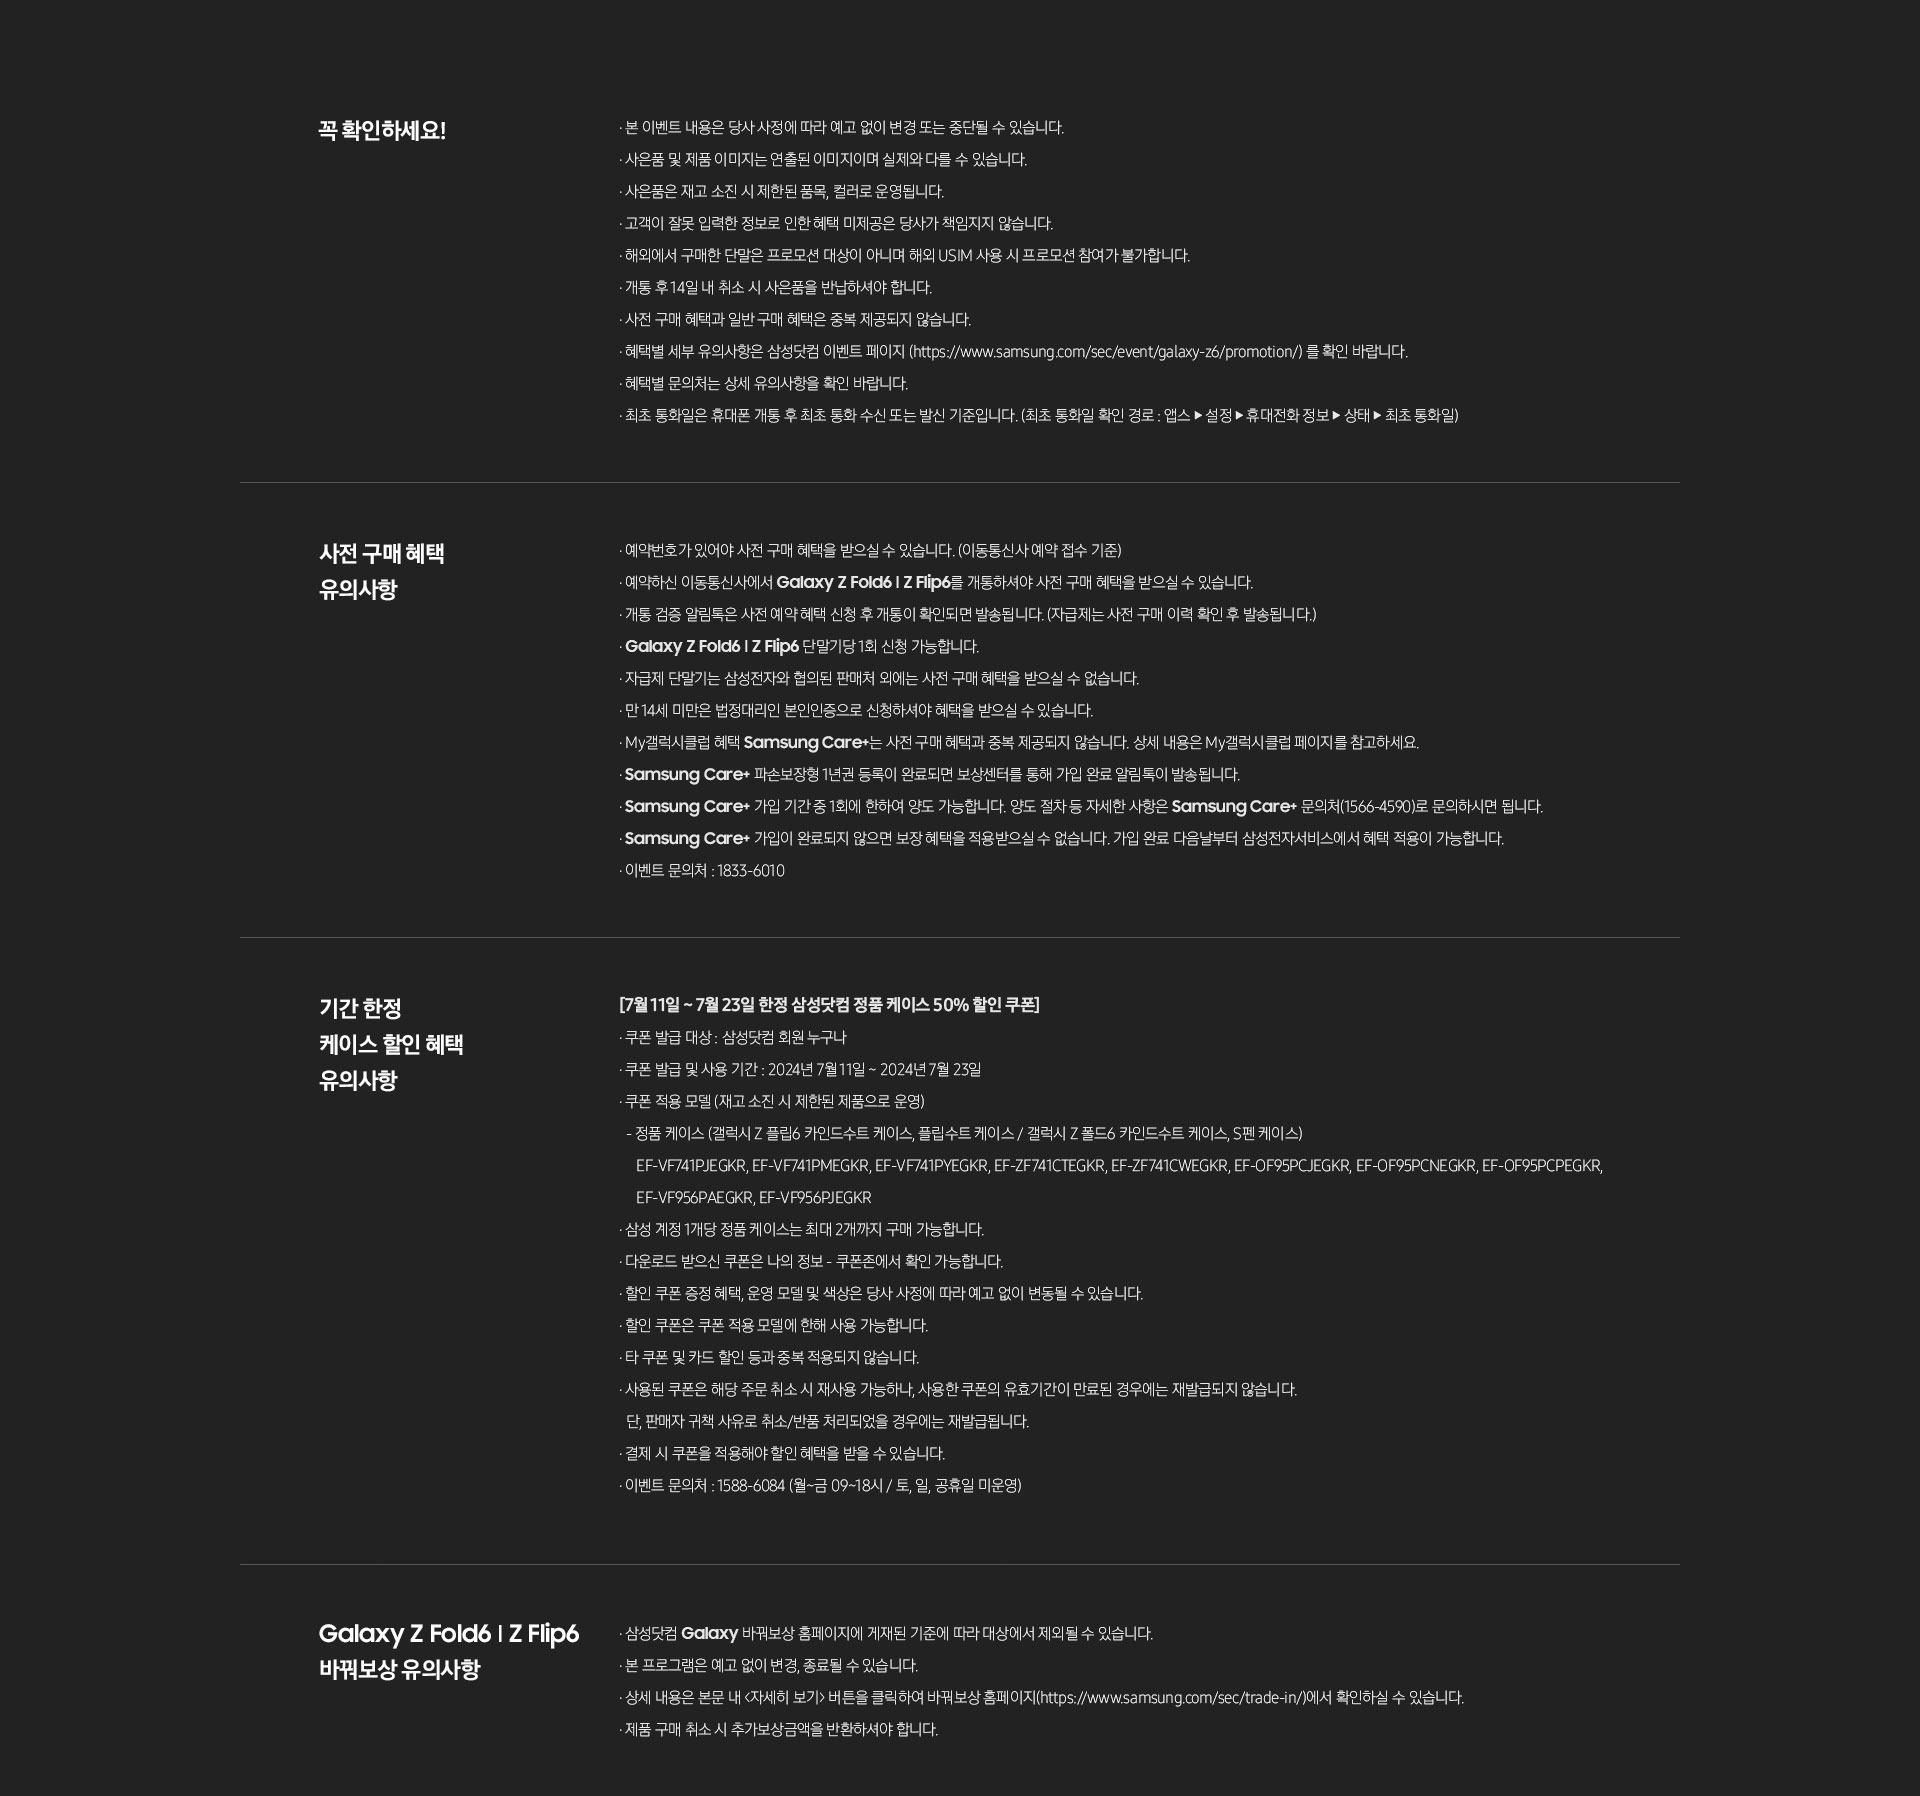 꼭 확인하세요!
· 본 이벤트 내용은 당사 사정에 따라 예고 없이 변경 또는 중단될 수 있습니다.
· 사은품 및 제품 이미지는 연출된 이미지이며 실제와 다를 수 있습니다.
· 사은품은 재고 소진 시 제한된 품목, 컬러로 운영됩니다.
· 고객이 잘못 입력한 정보로 인한 혜택 미제공은 당사가 책임지지 않습니다.
· 해외에서 구매한 단말은 프로모션 대상이 아니며 해외 USIM 사용 시 프로모션 참여가 불가합니다.
· 개통 후 14일 내 취소 시 사은품을 반납하셔야 합니다.
· 사전 구매 혜택과 일반 구매 혜택은 중복 제공되지 않습니다.
· 혜택별 세부 유의사항은 삼성닷컴 이벤트 페이지 (https://www.samsung.com/sec/event/galaxy-z6/promotion/) 를 확인 바랍니다.
· 혜택별 문의처는 상세 유의사항을 확인 바랍니다.
· 최초 통화일은 휴대폰 개통 후 최초 통화 수신 또는 발신 기준입니다. (최초 통화일 확인 경로 : 앱스 ▶ 설정 ▶ 휴대전화 정보 ▶ 상태 ▶ 최초 통화일)
사전 구매 혜택
유의사항
· 예약번호가 있어야 사전 구매 혜택을 받으실 수 있습니다. (이동통신사 예약 접수 기준)
· 예약하신 이동통신사에서 Galaxy Z Fold6 | Z Flip6를 개통하셔야 사전 구매 혜택을 받으실 수 있습니다.
· 개통 검증 알림톡은 사전 예약 혜택 신청 후 개통이 확인되면 발송됩니다. (자급제는 사전 구매 이력 확인 후 발송됩니다.)
· Galaxy Z Fold6 | Z Flip6 단말기당 1회 신청 가능합니다.
· 자급제 단말기는 삼성전자와 협의된 판매처 외에는 사전 구매 혜택을 받으실 수 없습니다.
· 만 14세 미만은 법정대리인 본인인증으로 신청하셔야 혜택을 받으실 수 있습니다.
· My갤럭시클럽 혜택 Samsung Care+는 사전 구매 혜택과 중복 제공되지 않습니다. 상세 내용은 My갤럭시클럽 페이지를 참고하세요.
· Samsung Care+ 파손보장형 1년권 등록이 완료되면 보상센터를 통해 가입 완료 알림톡이 발송됩니다.
· Samsung Care+ 가입 기간 중 1회에 한하여 양도 가능합니다. 양도 절차 등 자세한 사항은 Samsung Care+ 문의처(1566-4590)로 문의하시면 됩니다.
· Samsung Care+ 가입이 완료되지 않으면 보장 혜택을 적용받으실 수 없습니다. 가입 완료 다음날부터 삼성전자서비스에서 혜택 적용이 가능합니다.
· 이벤트 문의처 : 1833-6010
기간 한정
케이스 할인 혜택
유의사항
[7월 11일 ~ 7월 23일 한정 삼성닷컴 정품 케이스 50% 할인 쿠폰]
· 쿠폰 발급 대상 : 삼성닷컴 회원 누구나
· 쿠폰 발급 및 사용 기간 : 2024년 7월 11일 ~ 2024년 7월 23일
· 쿠폰 적용 모델 (재고 소진 시 제한된 제품으로 운영)
- 정품 케이스 (갤럭시 Z 플립6 카인드수트 케이스, 플립수트 케이스 / 갤럭시 Z 폴드6 카인드수트 케이스, S펜 케이스)
EF-VF741PJEGKR, EF-VF741PMEGKR, EF-VF741PYEGKR, EF-ZF741CTEGKR, EF-ZF741CWEGKR, EF-OF95PCJEGKR, EF-OF95PCNEGKR, EF-OF95PCPEGKR,
EF-VF956PAEGKR, EF-VF956PJEGKR
· 삼성 계정 1개당 정품 케이스는 최대 2개까지 구매 가능합니다.
· 다운로드 받으신 쿠폰은 나의 정보 - 쿠폰존에서 확인 가능합니다.
· 할인 쿠폰 증정 혜택, 운영 모델 및 색상은 당사 사정에 따라 예고 없이 변동될 수 있습니다.
· 할인 쿠폰은 쿠폰 적용 모델에 한해 사용 가능합니다.
· 타 쿠폰 및 카드 할인 등과 중복 적용되지 않습니다.
· 사용된 쿠폰은 해당 주문 취소 시 재사용 가능하나, 사용한 쿠폰의 유효기간이 만료된 경우에는 재발급되지 않습니다.
단, 판매자 귀책 사유로 취소/반품 처리되었을 경우에는 재발급됩니다.
· 결제 시 쿠폰을 적용해야 할인 혜택을 받을 수 있습니다.
· 이벤트 문의처 : 1588-6084 (월~금 09~18시 / 토, 일, 공휴일 미운영)
Galaxy Z Fold6 | Z Flip6
바꿔보상 유의사항
· 삼성닷컴 Galaxy 바꿔보상 홈페이지에 게재된 기준에 따라 대상에서 제외될 수 있습니다.
· 본 프로그램은 예고 없이 변경, 종료될 수 있습니다.
· 상세 내용은 본문 내 <자세히 보기> 버튼을 클릭하여 바꿔보상 홈페이지(https://www.samsung.com/sec/trade-in/)에서 확인하실 수 있습니다.
· 제품 구매 취소 시 추가보상금액을 반환하셔야 합니다.